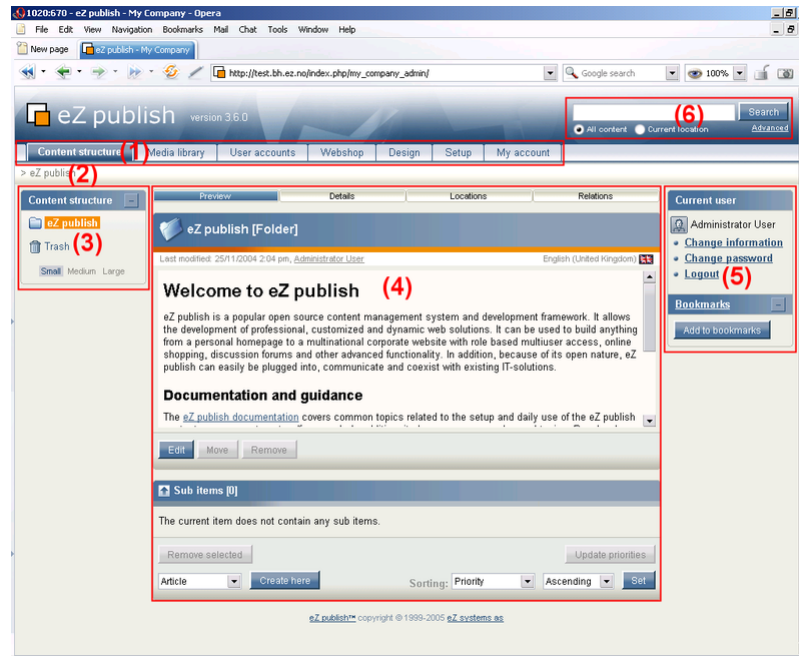 1020:670 - eZ publish - My Company - Opera
File Edit View Navigation Bookmarks Mail Chat Tools Window Help
New page eZ publish - My Company
http://test.bh.ez.no/index.php/my_company_admin/ Google search 100%
eZ publish version 3.6.0
(6) Search
All content Current location Advanced
Content structure (1) Media library User accounts Webshop Design Setup My account
> eZ publish (2)
Content structure
eZ publish
Trash (3)
Small Medium Large
Preview Details Locations Relations
eZ publish [Folder]
Last modified: 25/11/2004 2:04 pm, Administrator User English (United Kingdom)
Welcome to eZ publish (4)
eZ publish is a popular open source content management system and development framework. It allows
the development of professional, customized and dynamic web solutions. It can be used to build anything
from a personal homepage to a multinational corporate website with role based multiuser access, online
shopping, discussion forums and other advanced functionality. In addition, because of its open nature, eZ
publish can easily be plugged into, communicate and coexist with existing IT-solutions.
Documentation and guidance
The eZ publish documentation covers common topics related to the setup and daily use of the eZ publish
Edit Move Remove
Sub items [0]
The current item does not contain any sub items.
Remove selected Update priorities
Article Create here Sorting: Priority Ascending Set
Current user
Administrator User
Change information
Change password
Logout (5)
Bookmarks
Add to bookmarks
eZ publish™ copyright © 1999-2005 eZ systems as